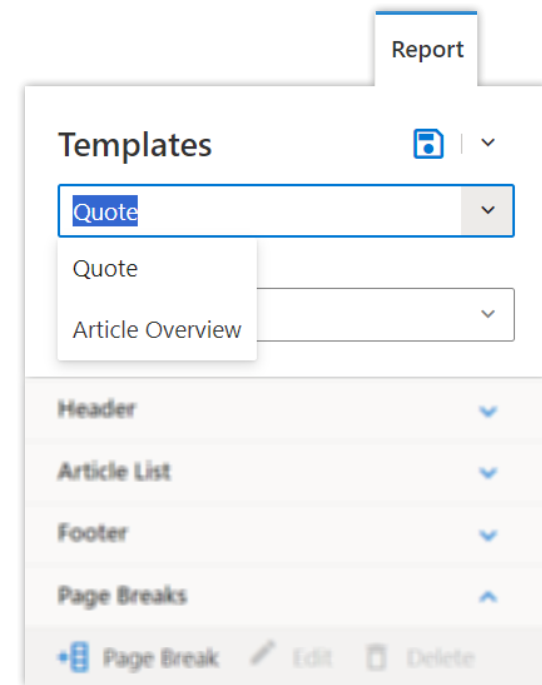 Report
Templates
Quote
Quote
Article Overview
Header
Article List
Footer
Page Breaks
Page Break Edit Delete